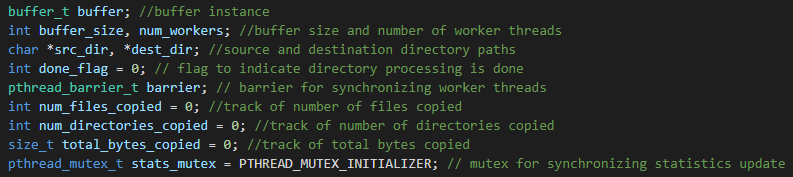 buffer_t buffer; //buffer instance
int buffer_size, num_workers; //buffer size and number of worker threads
char *src_dir, *dest_dir; //source and destination directory paths
int done_flag = 0; // flag to indicate directory processing is done
pthread_barrier_t barrier; // barrier for synchronizing worker threads
int num_files_copied = 0; //track of number of files copied
int num_directories_copied = 0; //track of number of directories copied
size_t total_bytes_copied = 0; //track of total bytes copied
pthread_mutex_t stats_mutex = PTHREAD_MUTEX_INITIALIZER; // mutex for synchronizing statistics update